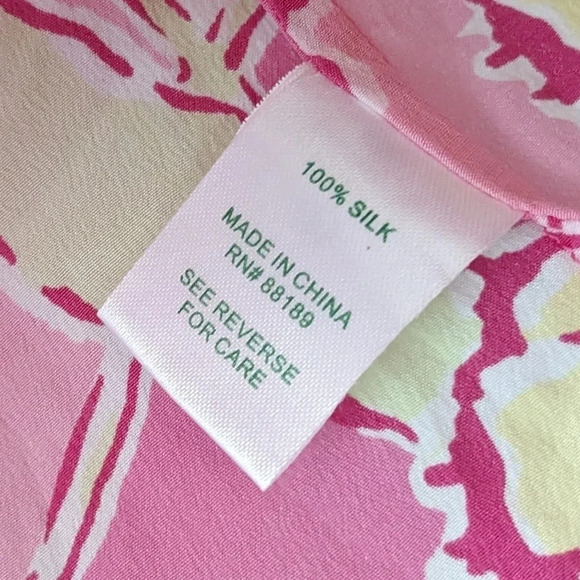 100% SILK
MADE IN CHINA
RN# 88189
SEE REVERSE
FOR CARE